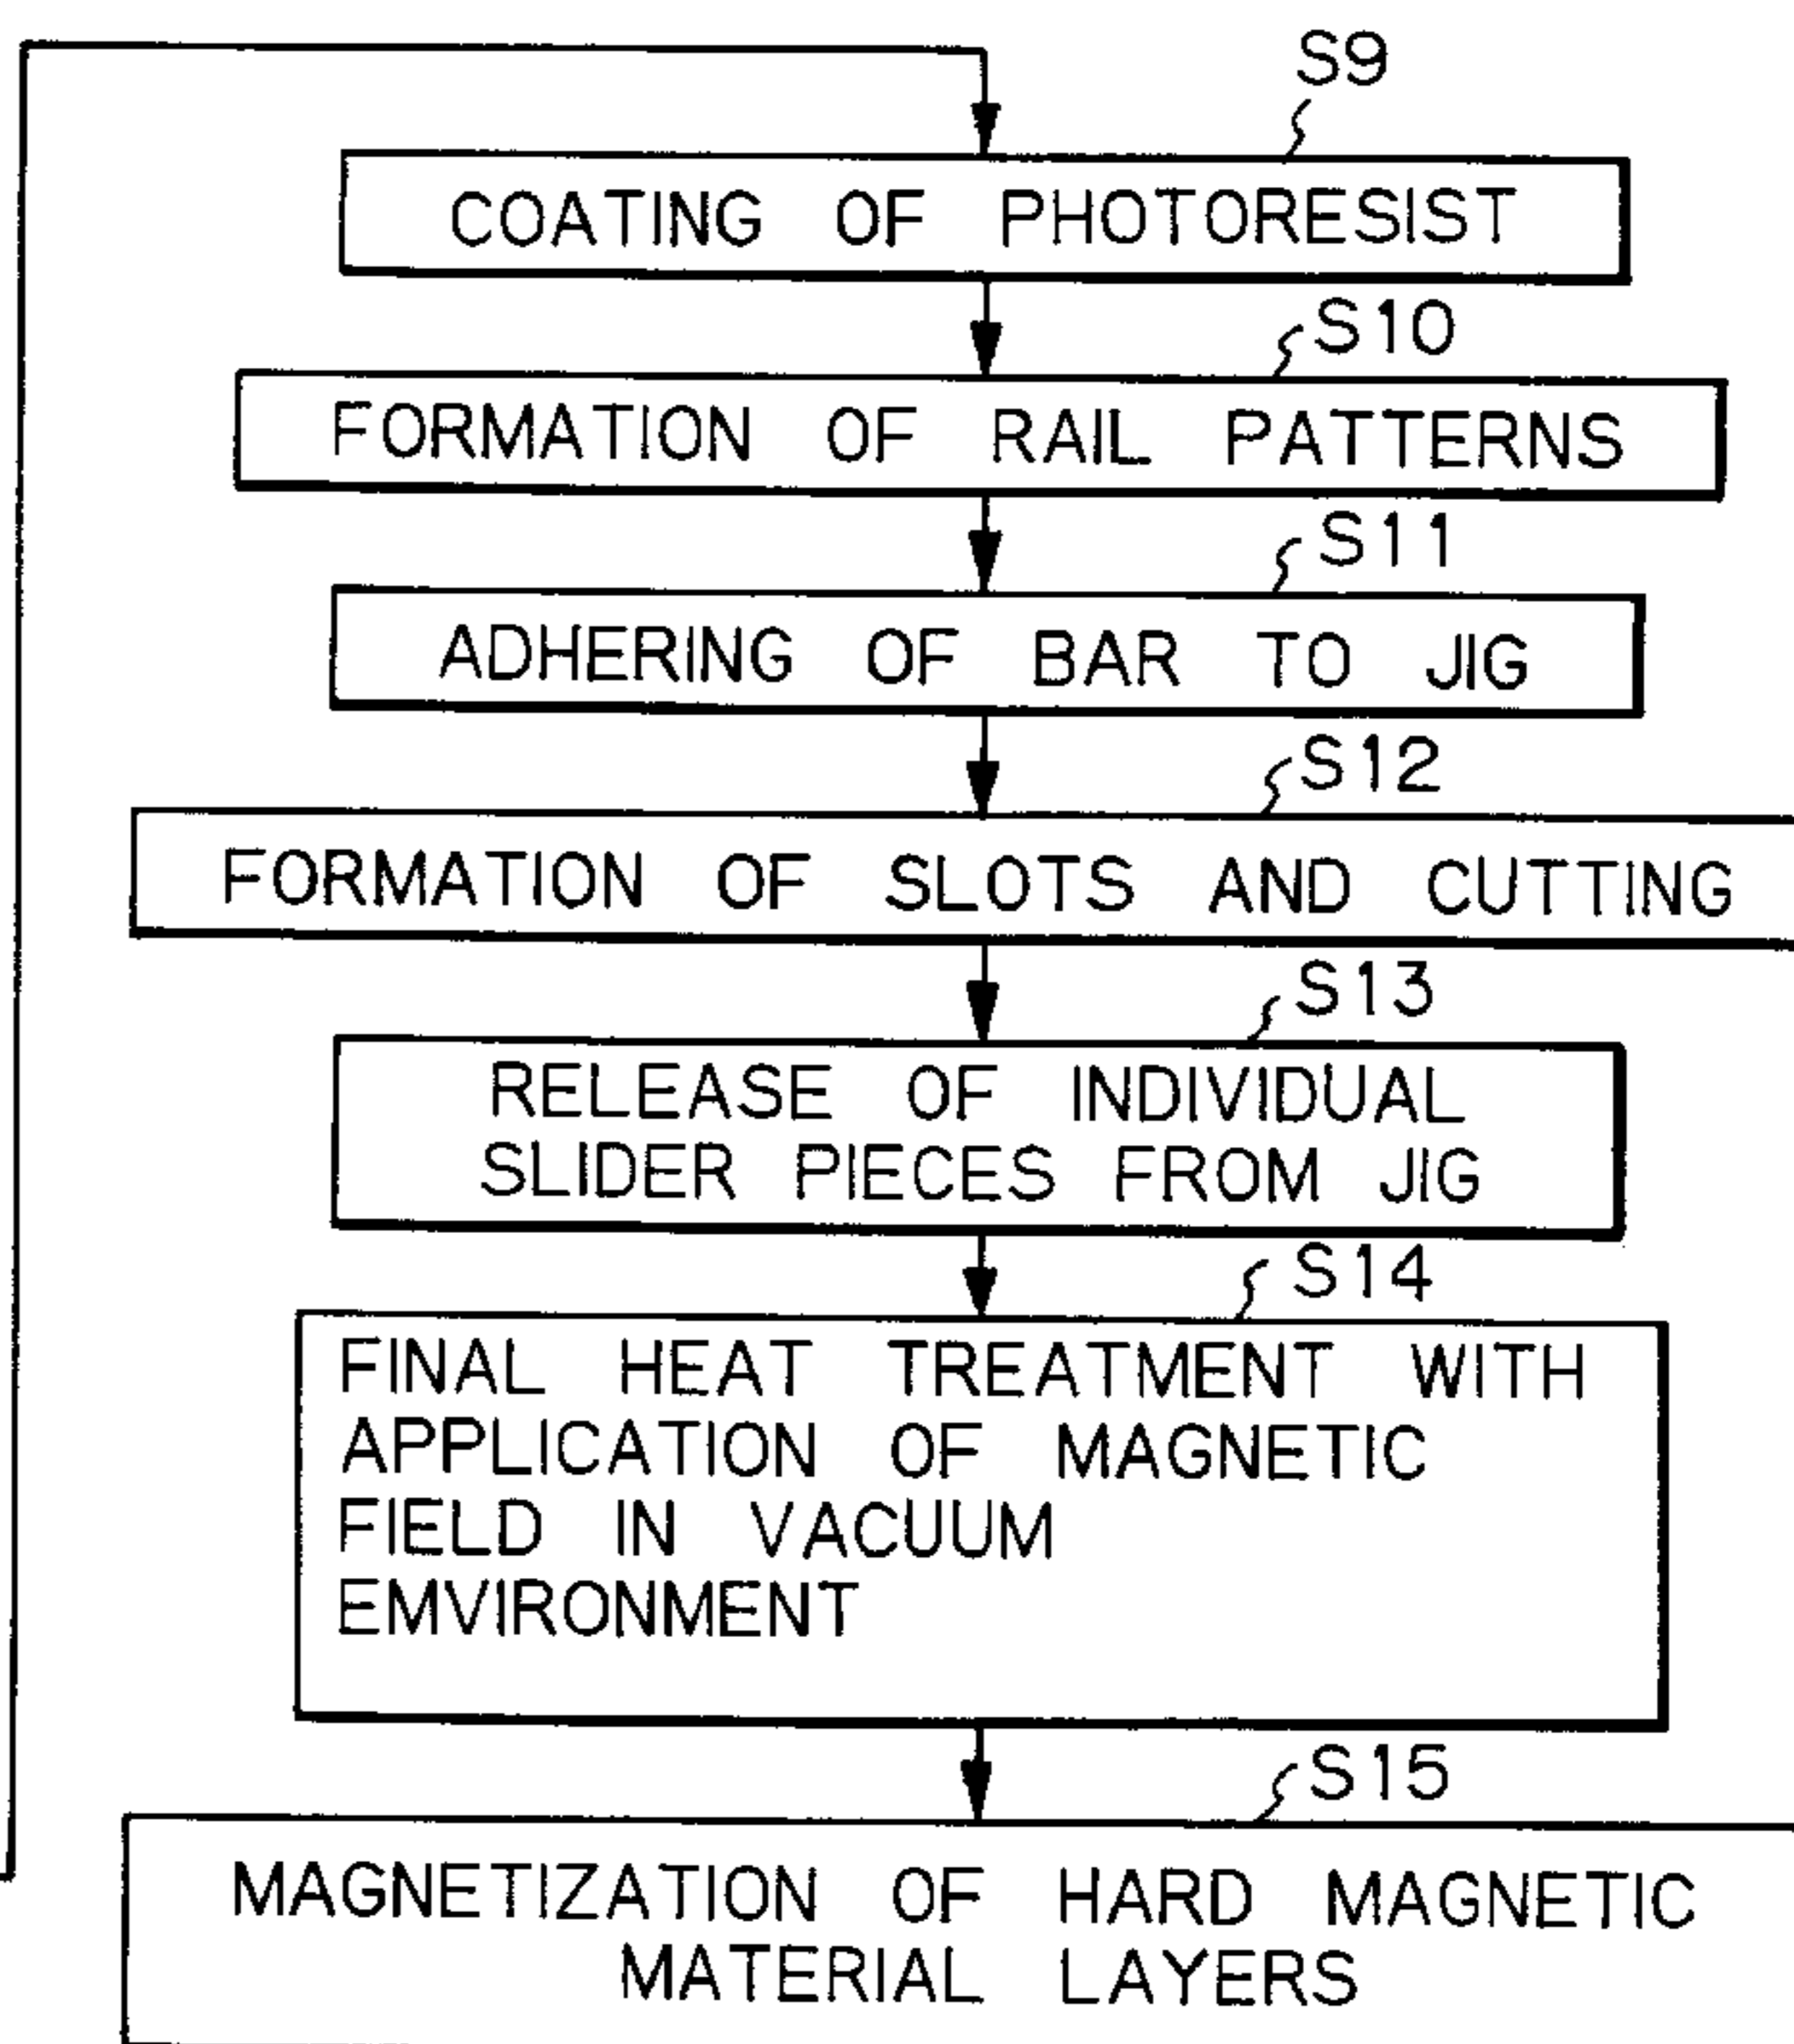 S9
COATING OF PHOTORESIST
S10
FORMATION OF RAIL PATTERNS
S11
ADHERING OF BAR TO JIG
S12
FORMATION OF SLOTS AND CUTTING
S13
RELEASE OF INDIVIDUAL
SLIDER PIECES FROM JIG
S14
FINAL HEAT TREATMENT WITH
APPLICATION OF MAGNETIC
FIELD IN VACUUM
EMVIRONMENT
S15
MAGNETIZATION OF HARD MAGNETIC
MATERIAL LAYERS